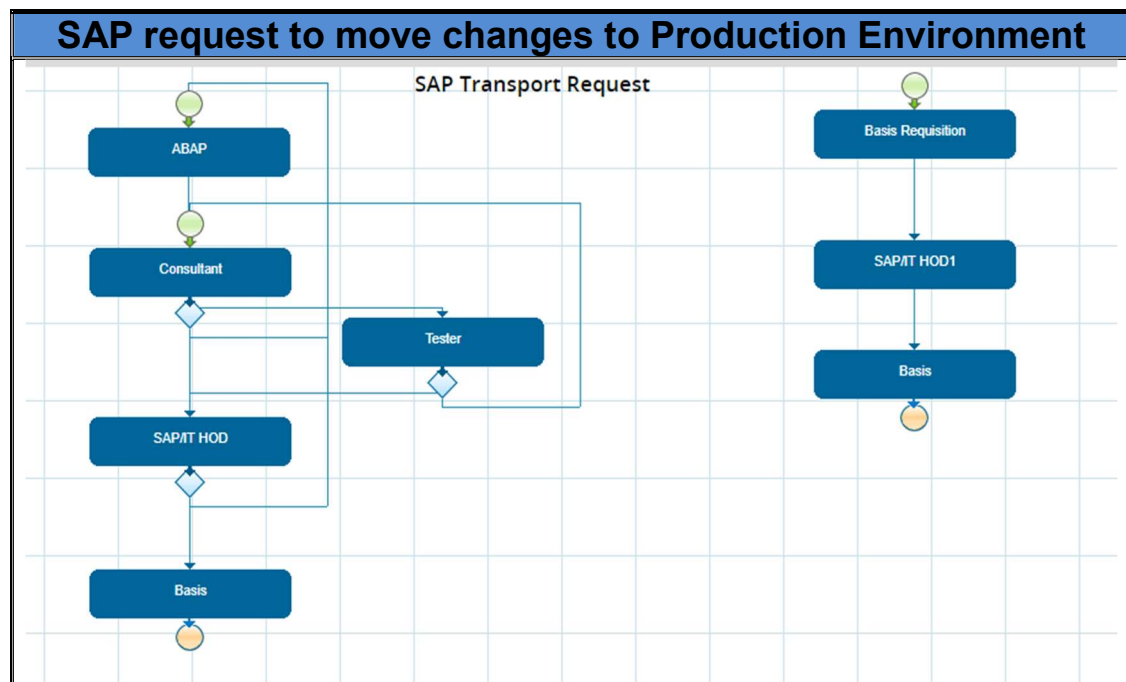 SAP request to move changes to Production Environment
SAP Transport Request
ABAP
Consultant
Tester
SAP/IT HOD
Basis
Basis Requisition
SAP/IT HOD1
Basis